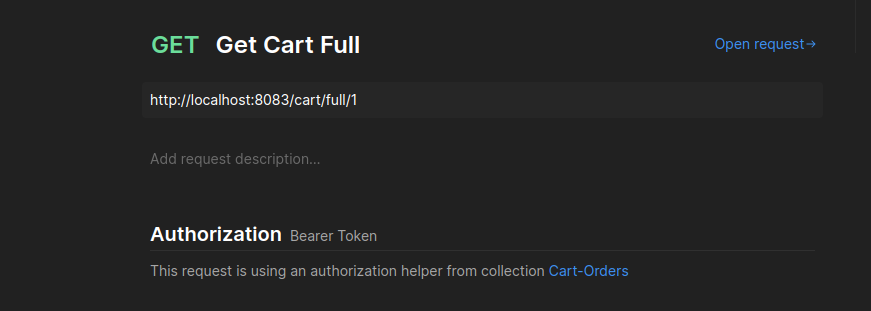 GET Get Cart Full
Open request→
http://localhost:8083/cart/full/1
Add request description...
Authorization Bearer Token
This request is using an authorization helper from collection Cart-Orders